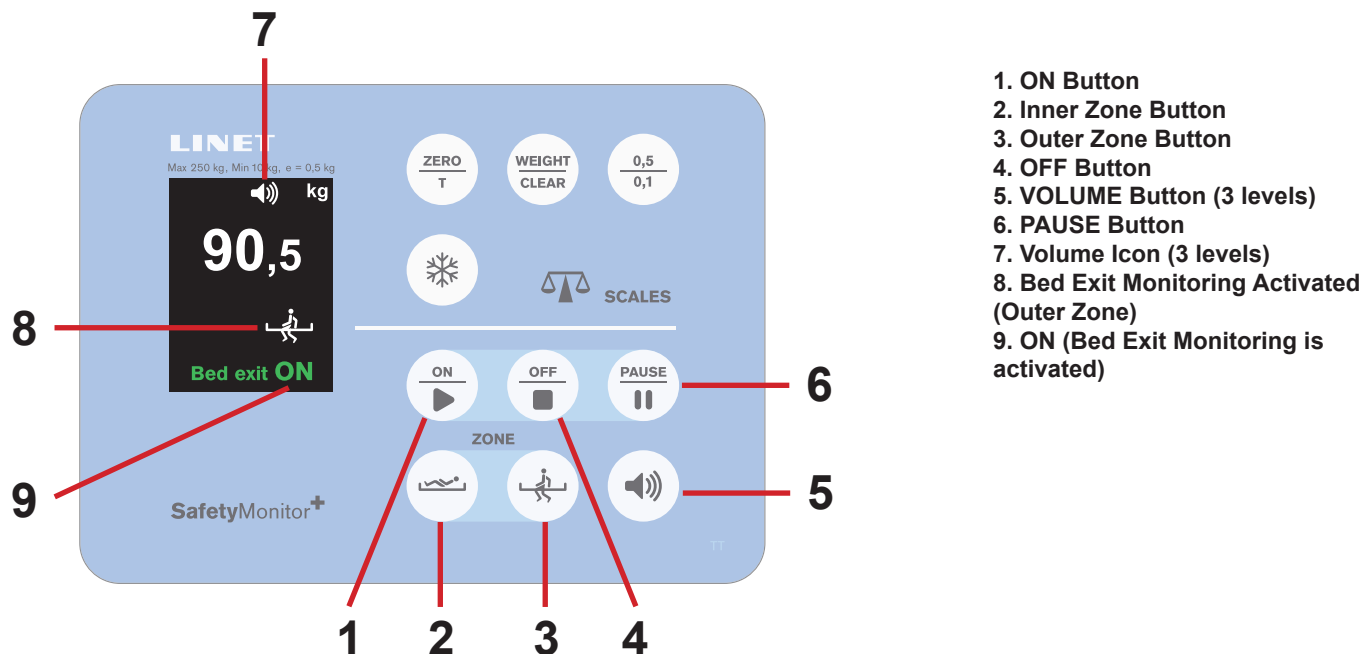 7
LINET
Max 250 kg, Min 10 kg, e = 0,5 kg
kg
90,5
Bed exit ON
ZERO
T
WEIGHT
CLEAR
0,5
0,1
SCALES
ON
OFF
PAUSE
ZONE
SafetyMonitor+
TT
8
9
6
5
1
2
3
4
1. ON Button
2. Inner Zone Button
3. Outer Zone Button
4. OFF Button
5. VOLUME Button (3 levels)
6. PAUSE Button
7. Volume Icon (3 levels)
8. Bed Exit Monitoring Activated
(Outer Zone)
9. ON (Bed Exit Monitoring is
activated)